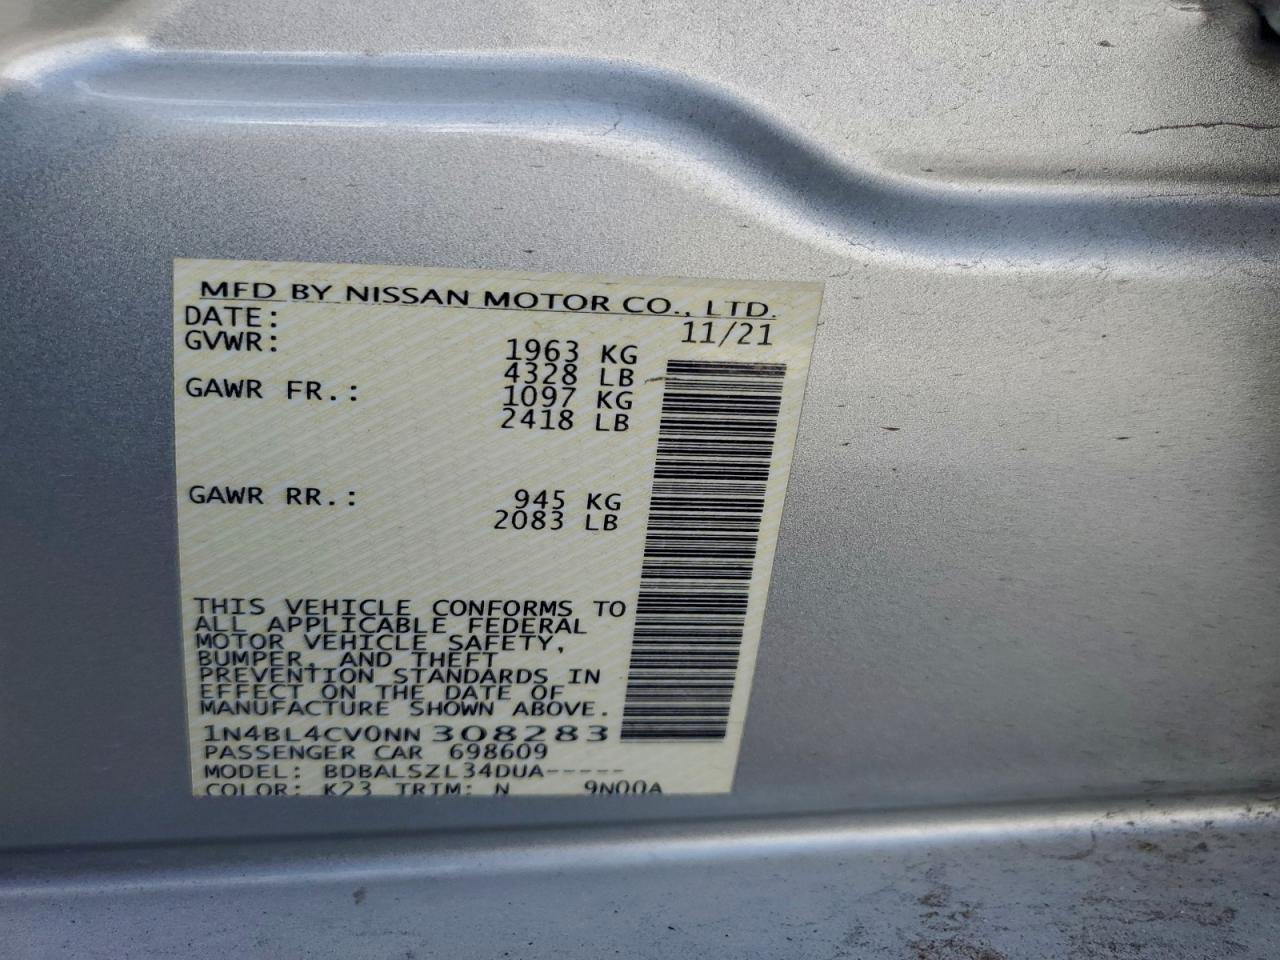 MFD BY NISSAN MOTOR CO., LTD.
DATE: 11/21
GVWR: 1963 KG
4328 LB
GAWR FR.: 1097 KG
2418 LB
GAWR RR.: 945 KG
2083 LB
THIS VEHICLE CONFORMS TO
ALL APPLICABLE FEDERAL
MOTOR VEHICLE SAFETY,
BUMPER, AND THEFT
PREVENTION STANDARDS IN
EFFECT ON THE DATE OF
MANUFACTURE SHOWN ABOVE.
1N4BL4CV0NN308283
PASSENGER CAR 698609
MODEL: BDBALSZL34DUA-----
COLOR: K23 TRIM: N 9N00A